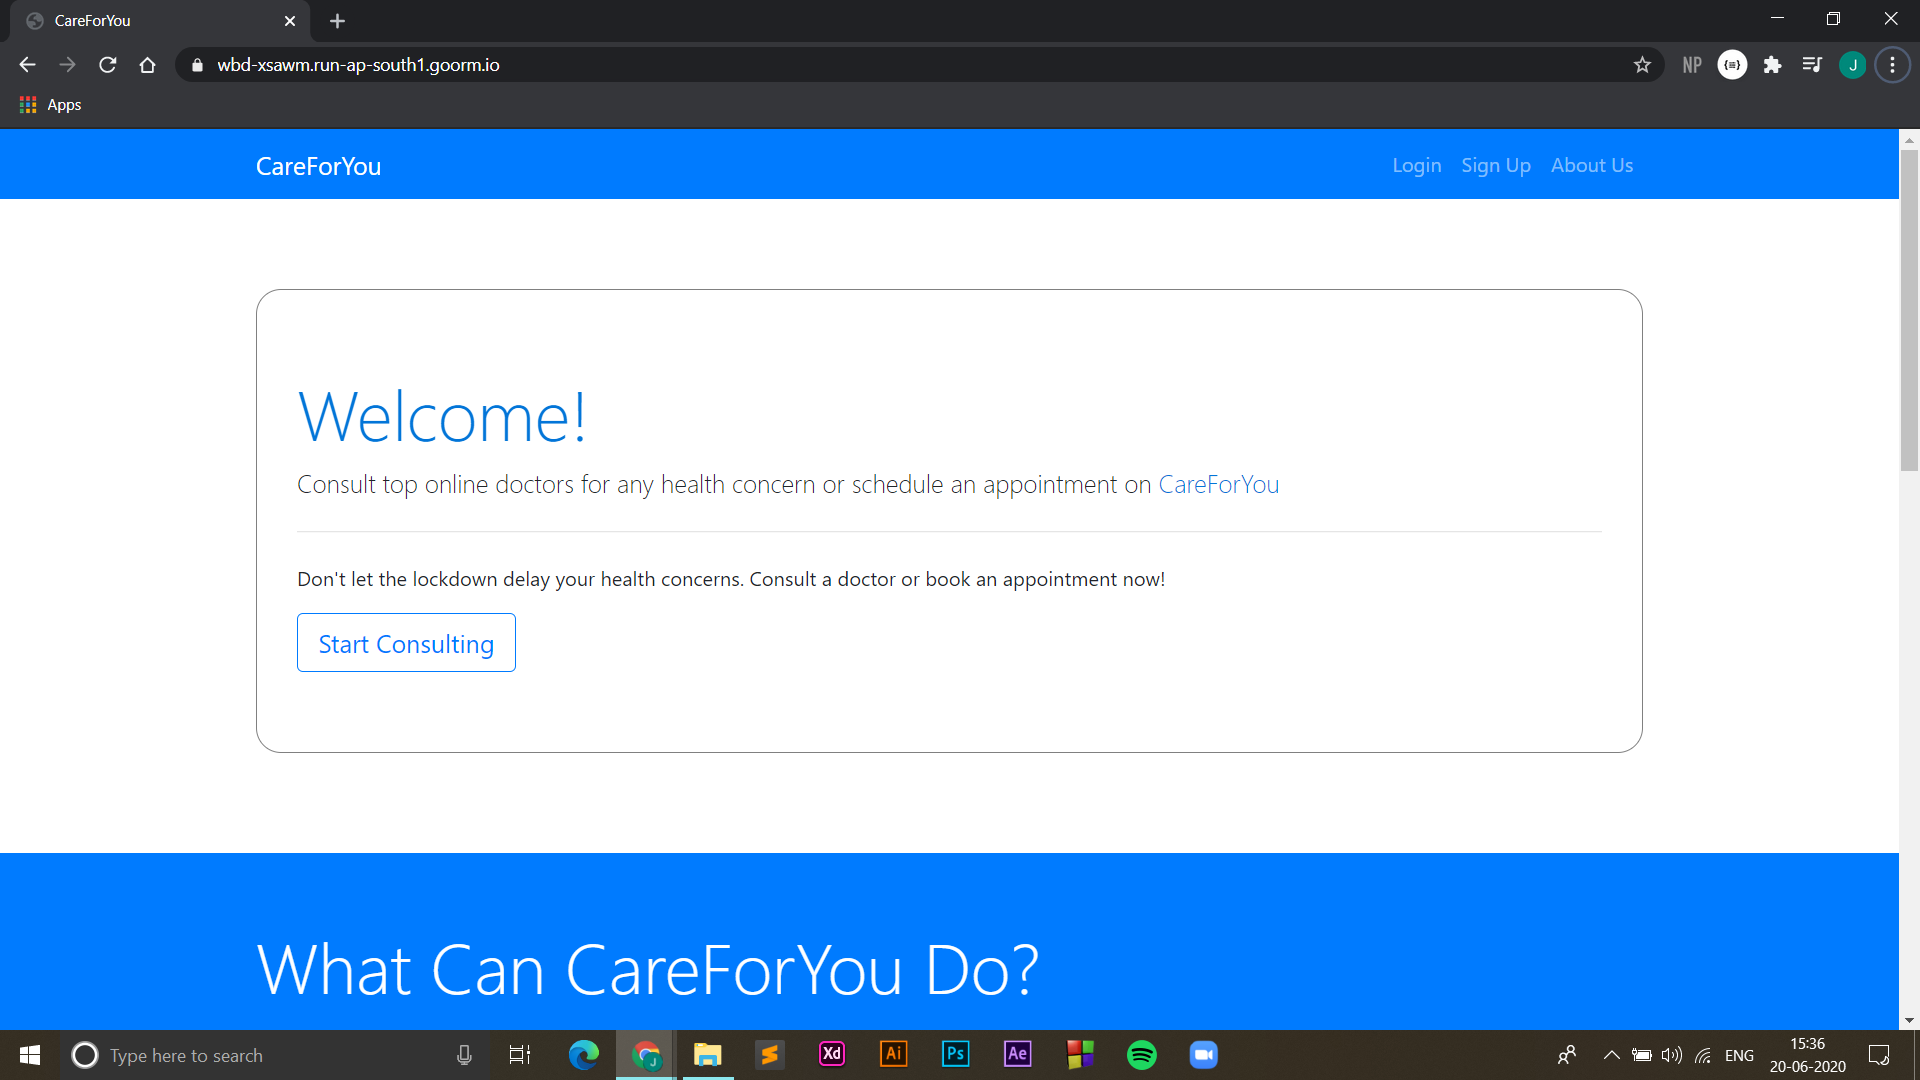 CareForYou
wbd-xsawm.run-ap-south1.goorm.io
NP
J
Apps
CareForYou
Login Sign Up About Us
Welcome!
Consult top online doctors for any health concern or schedule an appointment on CareForYou
Don't let the lockdown delay your health concerns. Consult a doctor or book an appointment now!
Start Consulting
What Can CareForYou Do?
Type here to search
J
Xd
Ai
Ps
Ae
ENG
15:36
20-06-2020